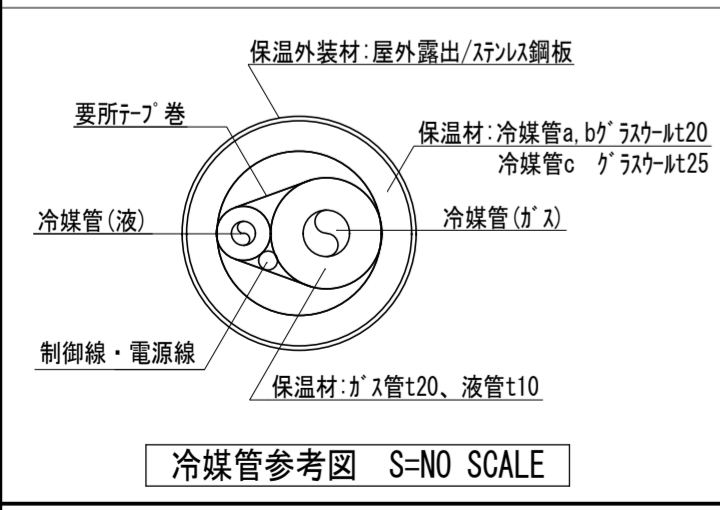 保温外装材:屋外露出/ステンレス鋼板
要所テープ巻
保温材:冷媒管a,bグラスウールt20
冷媒管c グラスウールt25
冷媒管(液)
冷媒管(ガス)
制御線・電源線
保温材:ガス管t20、液管t10
冷媒管参考図 S=NO SCALE